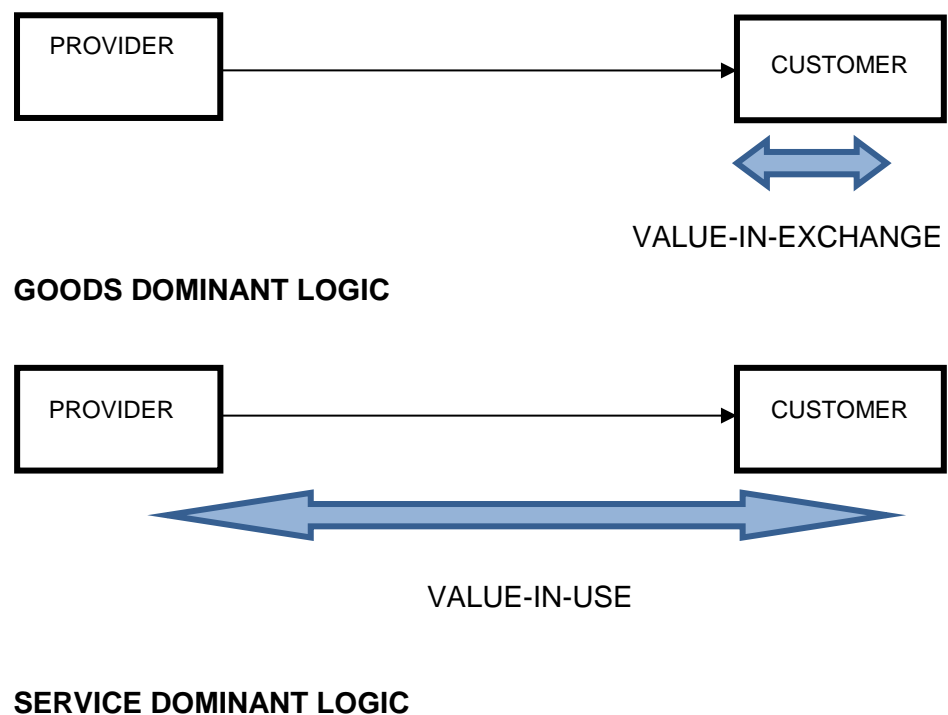 PROVIDER
CUSTOMER
VALUE-IN-EXCHANGE
GOODS DOMINANT LOGIC
PROVIDER
CUSTOMER
VALUE-IN-USE
SERVICE DOMINANT LOGIC